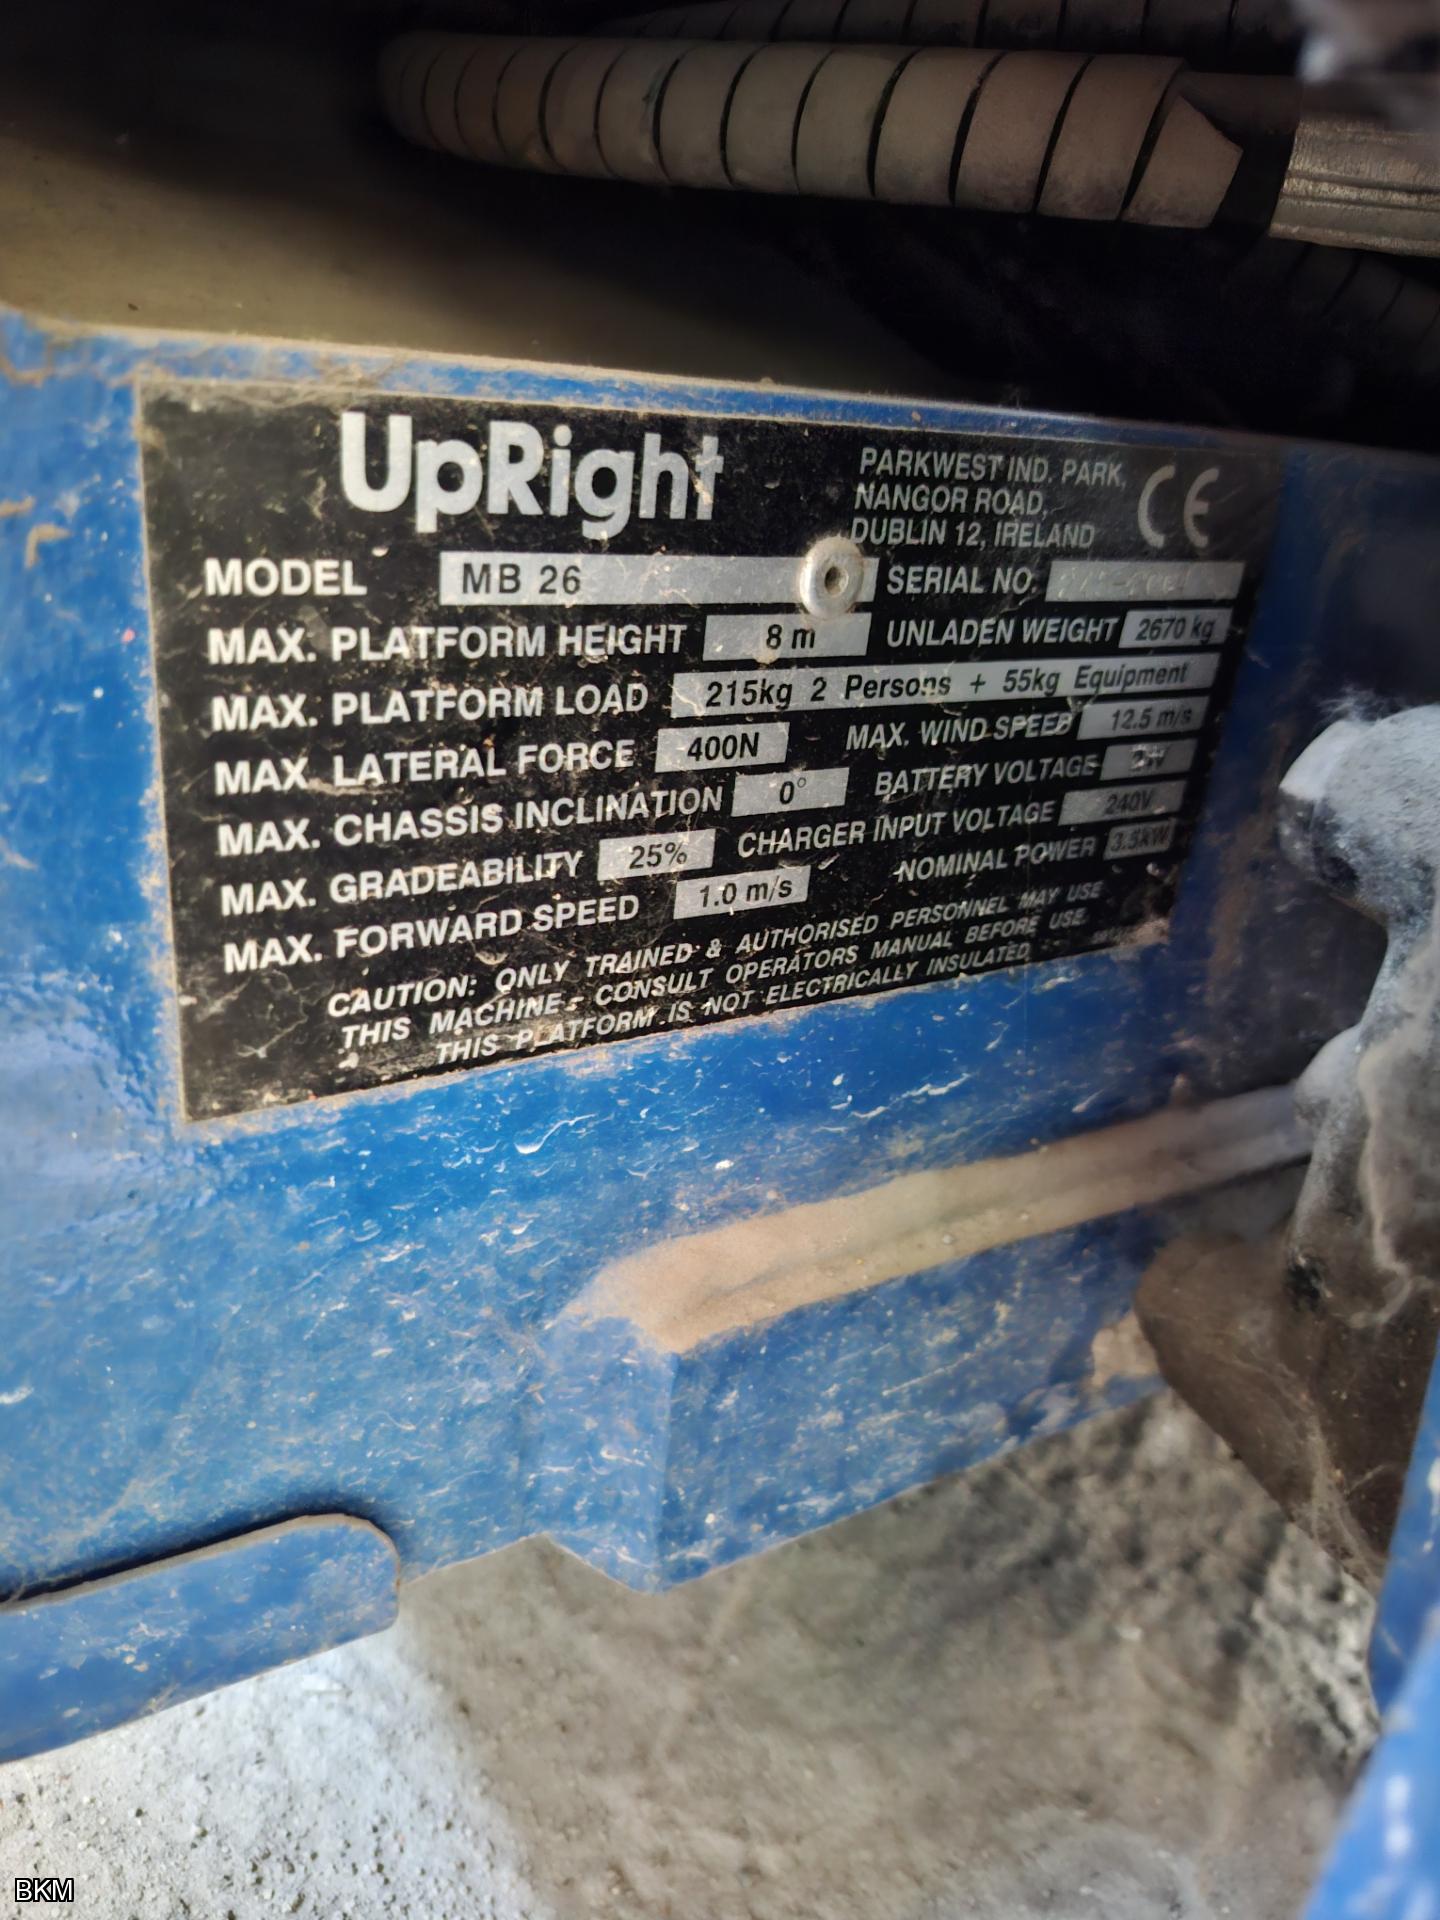 UpRight
PARKWEST IND. PARK,
NANGOR ROAD,
DUBLIN 12, IRELAND
CE
MODEL MB 26
SERIAL NO.
MAX. PLATFORM HEIGHT 8 m
UNLADEN WEIGHT 2670 kg
MAX. PLATFORM LOAD 215kg 2 Persons + 55kg Equipment
MAX. LATERAL FORCE 400N
MAX. WIND SPEED 12.5 m/s
MAX. CHASSIS INCLINATION 0°
BATTERY VOLTAGE
MAX. GRADEABILITY 25%
CHARGER INPUT VOLTAGE 240V
MAX. FORWARD SPEED 1.0 m/s
NOMINAL POWER 3.5kW
CAUTION: ONLY TRAINED & AUTHORISED PERSONNEL MAY USE
THIS MACHINE - CONSULT OPERATORS MANUAL BEFORE USE.
THIS PLATFORM IS NOT ELECTRICALLY INSULATED
BKM